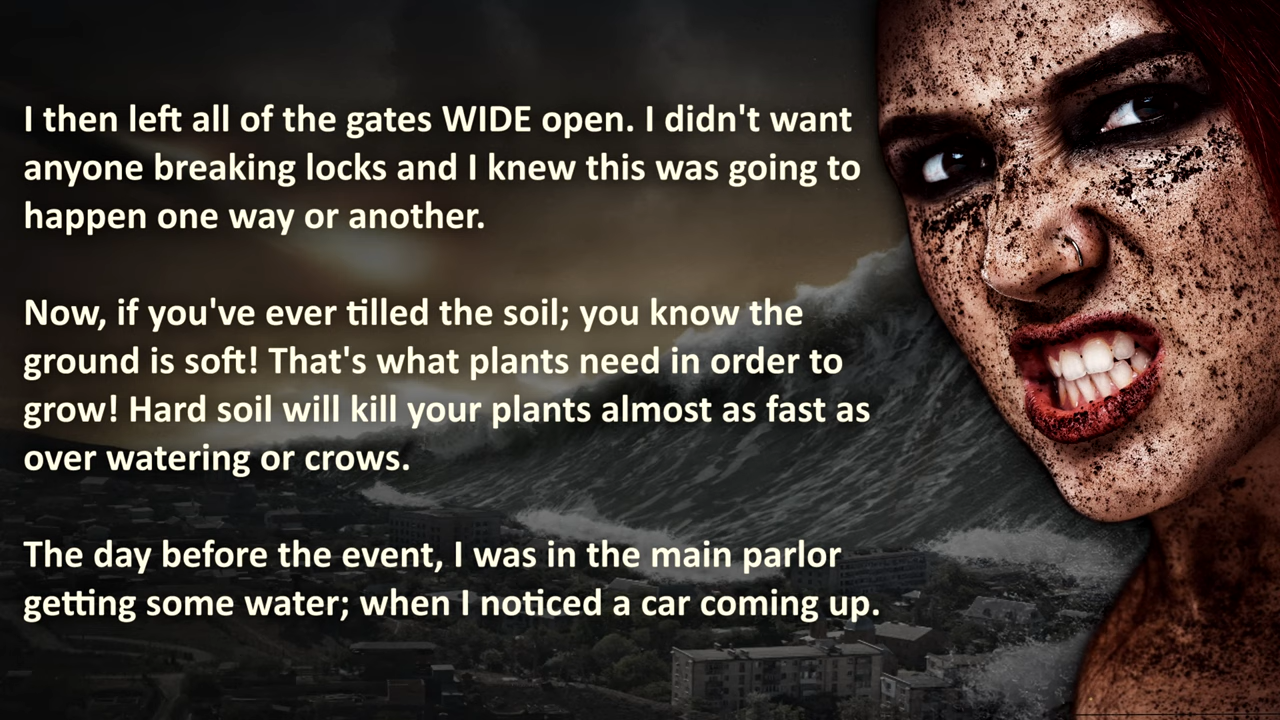 I then left all of the gates WIDE open. I didn't want
anyone breaking locks and I knew this was going to
happen one way or another.
Now, if you've ever tilled the soil; you know the
ground is soft! That's what plants need in order to
grow! Hard soil will kill your plants almost as fast as
over watering or crows.
The day before the event, I was in the main parlor
getting some water; when I noticed a car coming up.